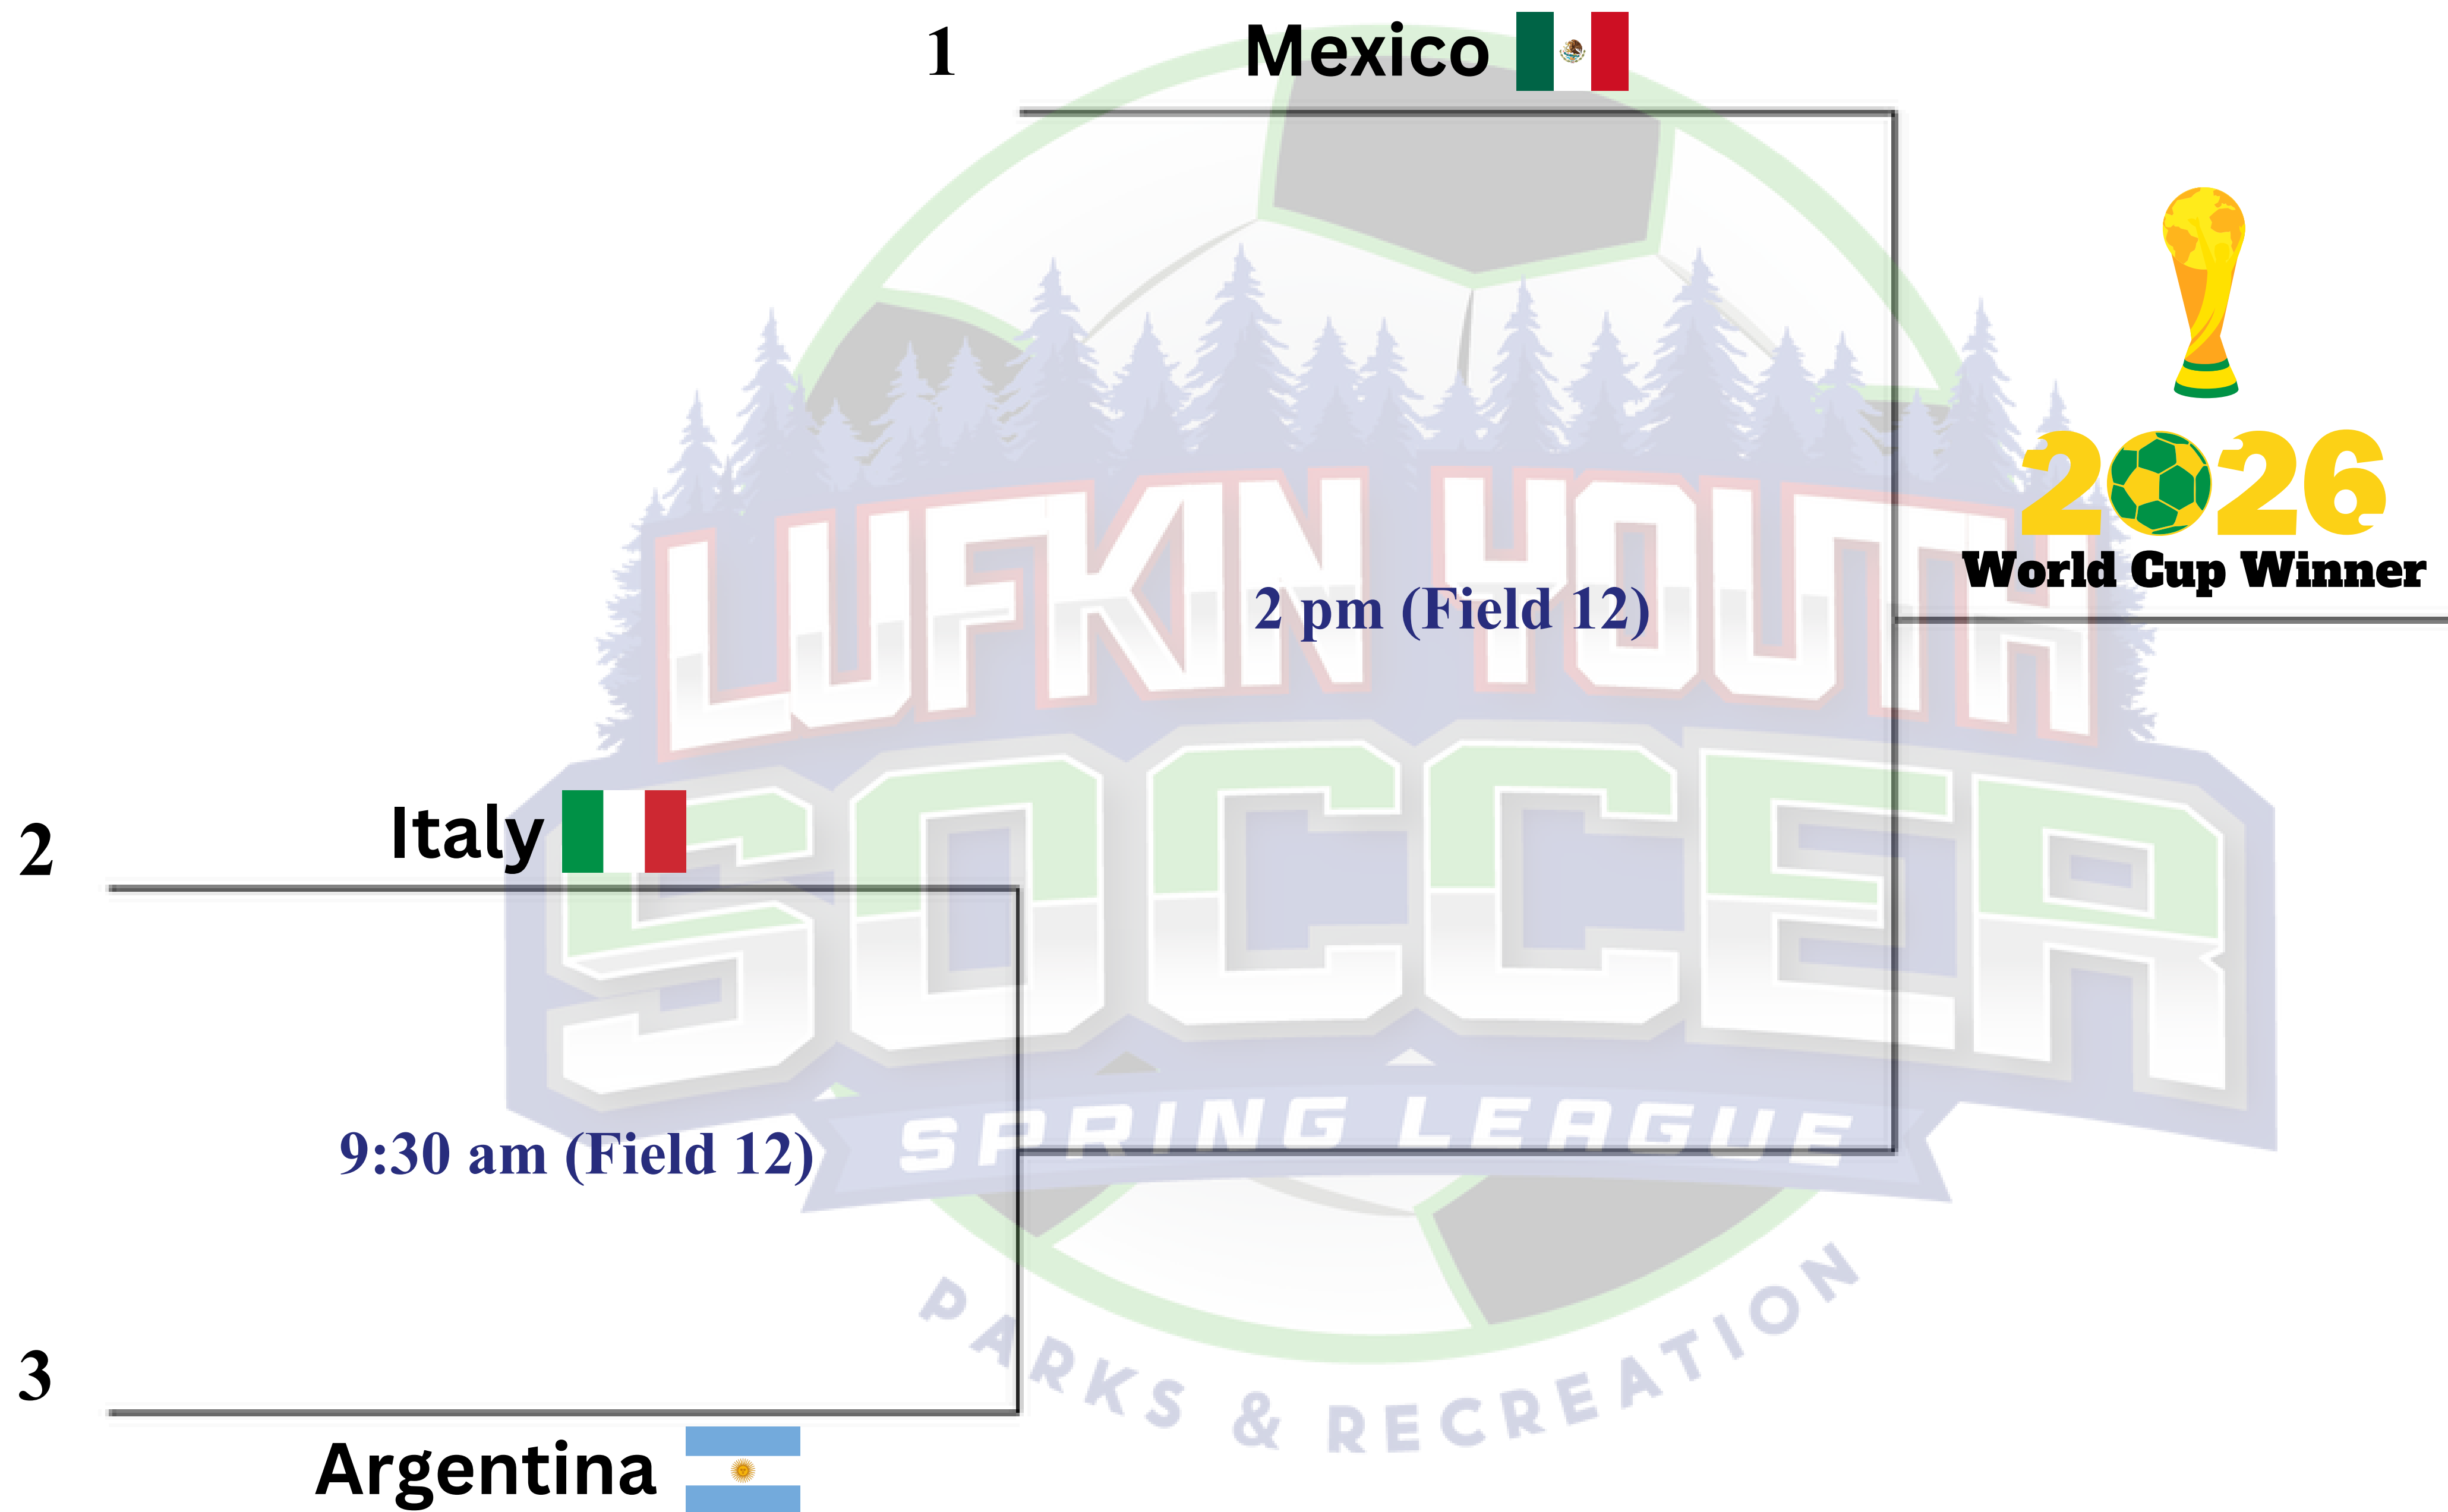 1
Mexico
2026
World Cup Winner
LUFKIN YOUTH
2 pm (Field 12)
SOCCER
2
Italy
SPRING LEAGUE
9:30 am (Field 12)
PARKS & RECREATION
3
Argentina